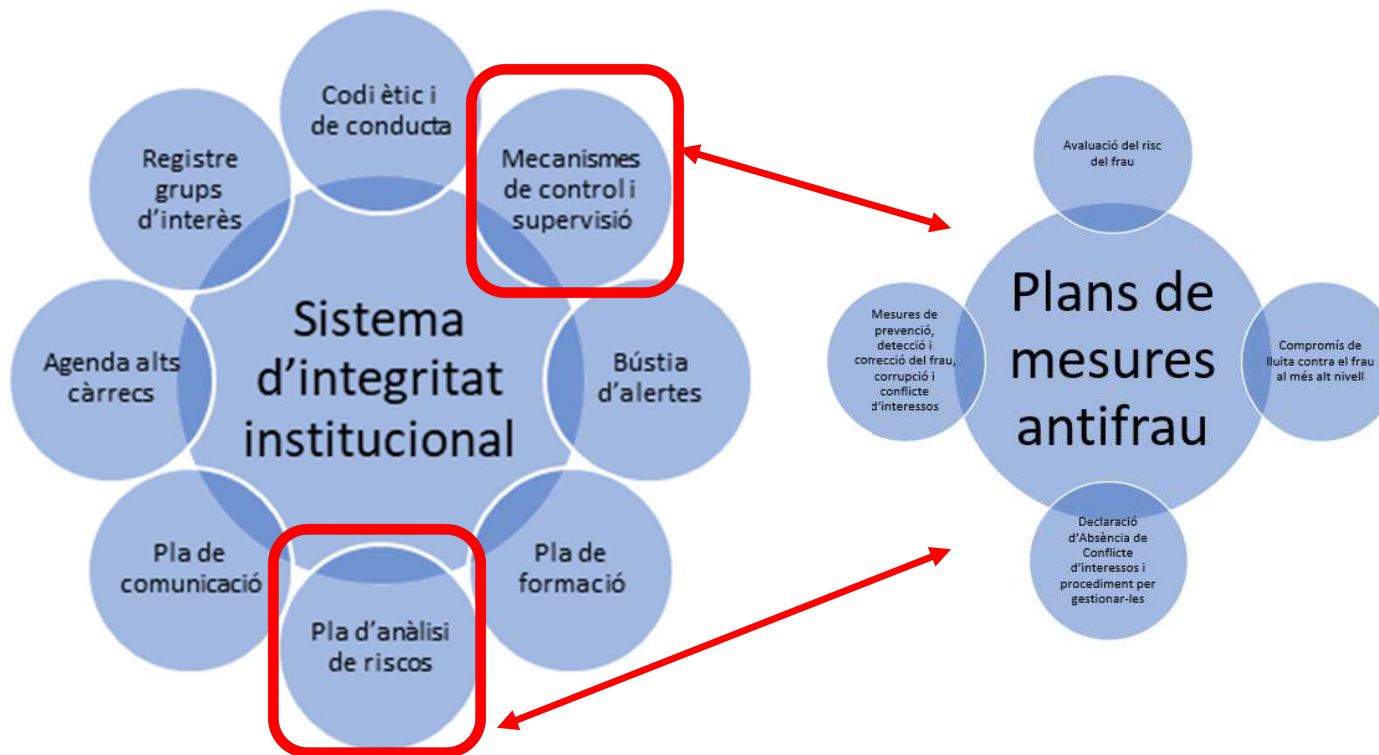 Codi ètic i
de conducta
Mecanismes
de control i
supervisió
Bústia
d'alertes
Pla de
formació
Pla d'anàlisi
de riscos
Pla de
comunicació
Agenda alts
càrrecs
Registre
grups
d'interès
Sistema
d'integritat
institucional
Avaluació del risc
del frau
Compromís de
lluita contra el frau
al més alt nivell
Declaració
d'Absència de
Conflicte
d'interessos i
procediment per
gestionar-les
Mesures de
prevenció,
detecció i
correcció del frau,
corrupció i
conflicte
d'interessos
Plans de
mesures
antifrau